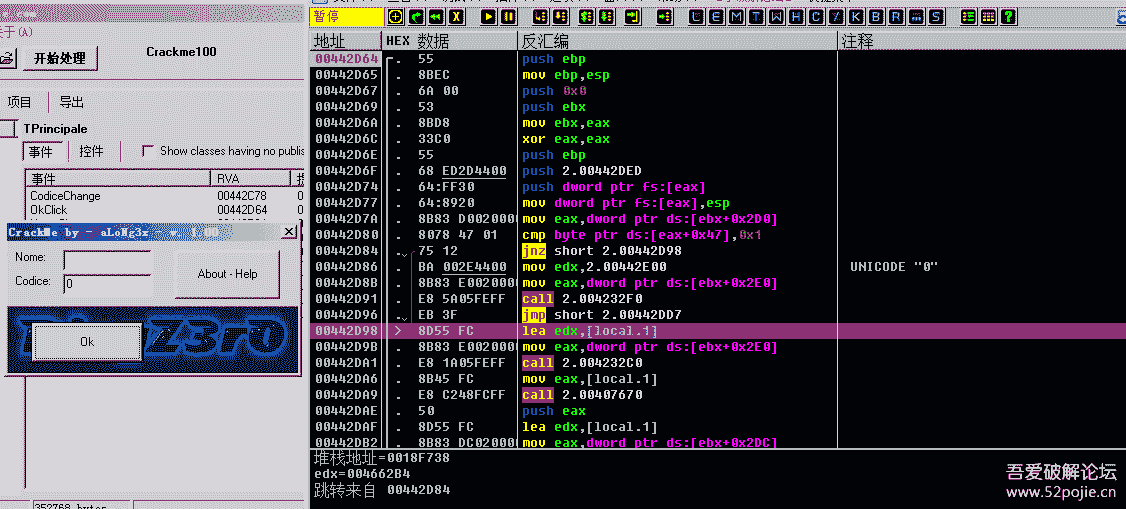 暂停
L E M T W H C / K B R ... S
?
于(A)
开始处理
Crackme100
项目
导出
TPrincipale
事件
控件
Show classes having no publis
事件
RVA
CodiceChange
00442C78
OkClick
00442D64
Nome:
Codice:
0
About - Help
Ok
352768 bytes
地址 HEX 数据 反汇编 注释
00442D64 . 55 push ebp
00442D65 . 8BEC mov ebp,esp
00442D67 . 6A 00 push 0x0
00442D69 . 53 push ebx
00442D6A . 8BD8 mov ebx,eax
00442D6C . 33C0 xor eax,eax
00442D6E . 55 push ebp
00442D6F . 68 ED2D4400 push 2.00442DED
00442D74 . 64:FF30 push dword ptr fs:[eax]
00442D77 . 64:8920 mov dword ptr fs:[eax],esp
00442D7A . 8B83 D0020000 mov eax,dword ptr ds:[ebx+0x2D0]
00442D80 . 8078 47 01 cmp byte ptr ds:[eax+0x47],0x1
00442D84 . 75 12 jnz short 2.00442D98
00442D86 . BA 002E4400 mov edx,2.00442E00 UNICODE "0"
00442D8B . 8B83 E0020000 mov eax,dword ptr ds:[ebx+0x2E0]
00442D91 . E8 5A05FEFF call 2.004232F0
00442D96 . EB 3F jmp short 2.00442DD7
00442D98 > 8D55 FC lea edx,[local.1]
00442D9B . 8B83 E0020000 mov eax,dword ptr ds:[ebx+0x2E0]
00442DA1 . E8 1A05FEFF call 2.004232C0
00442DA6 . 8B45 FC mov eax,[local.1]
00442DA9 . E8 C248FCFF call 2.00407670
00442DAE . 50 push eax
00442DAF . 8D55 FC lea edx,[local.1]
00442DB2 . 8B83 DC020000 mov eax,dword ptr ds:[ebx+0x2DC]
堆栈地址=0018F738
edx=004662B4
跳转来自 00442D84
吾爱破解论坛
www.52pojie.cn